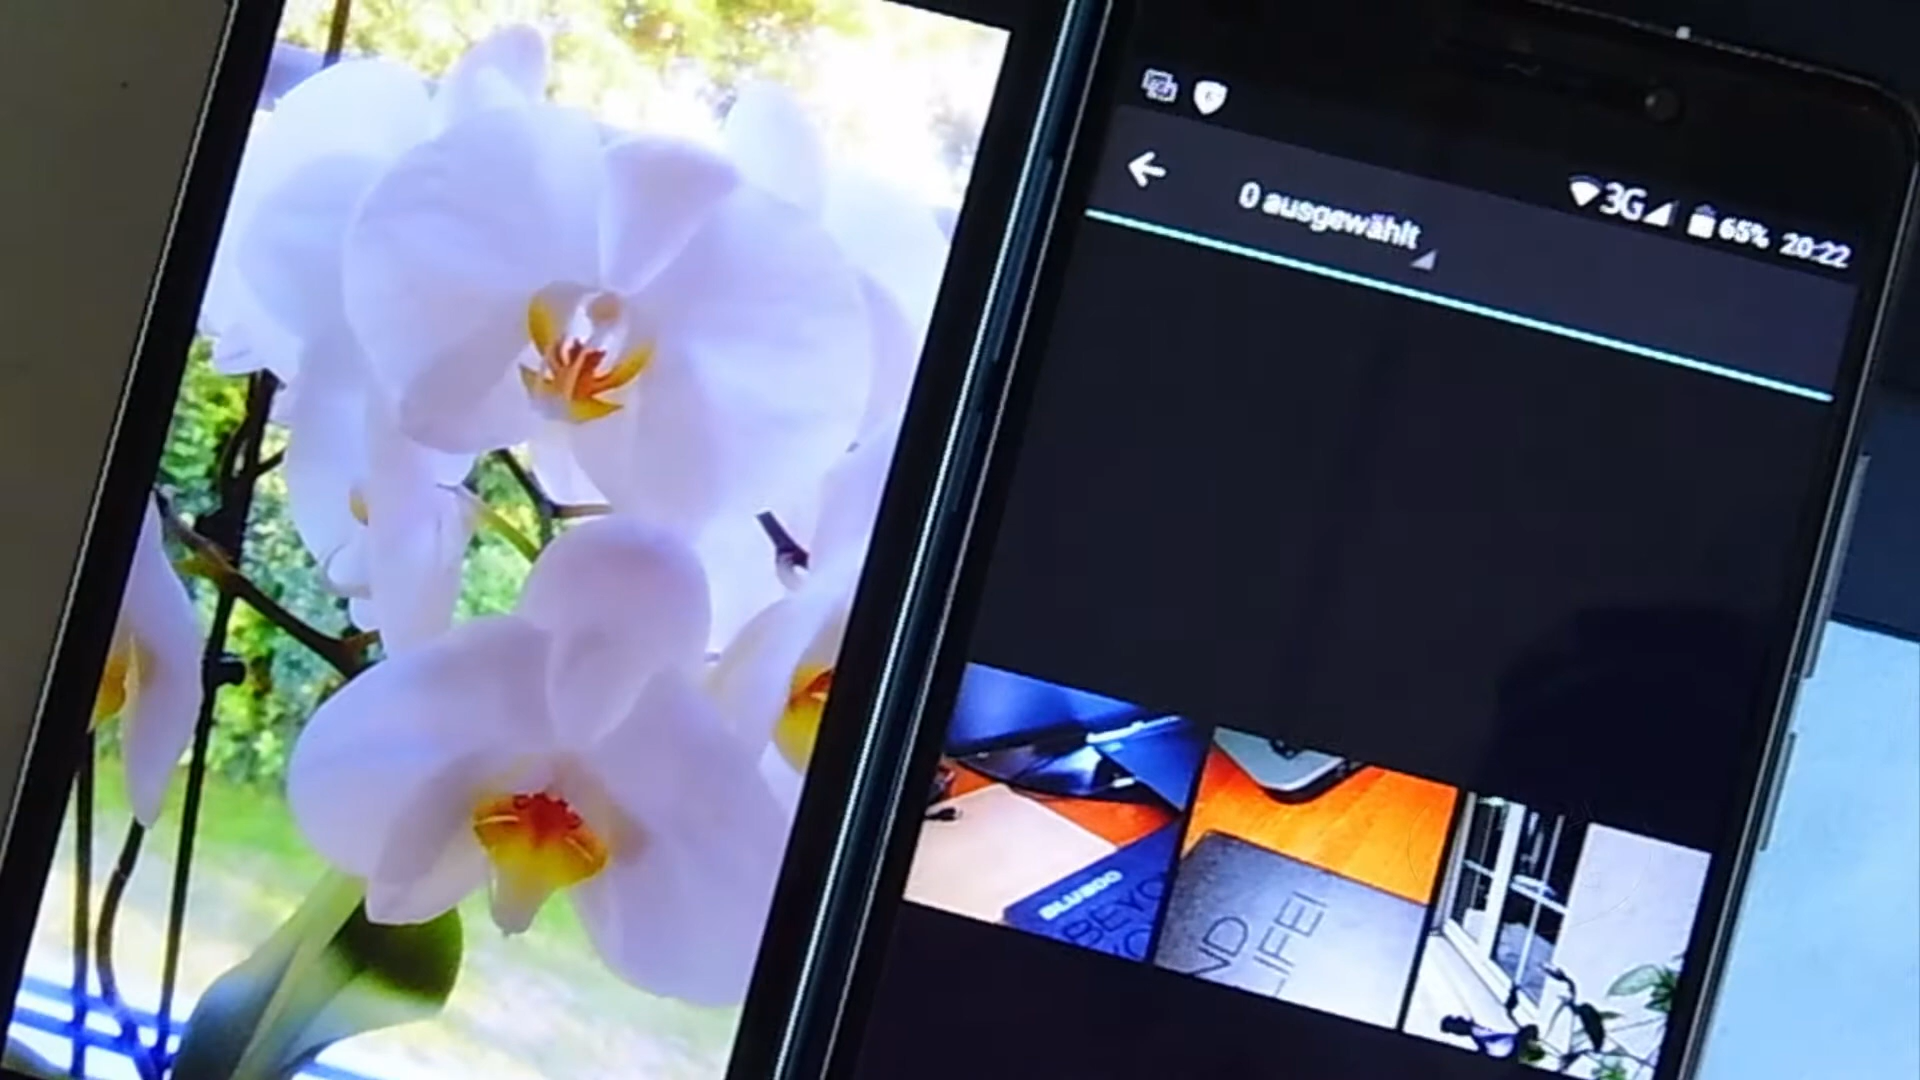 3G 65% 20:22
0 ausgewählt
BLUBOO
BEYO
ND
LIFE!